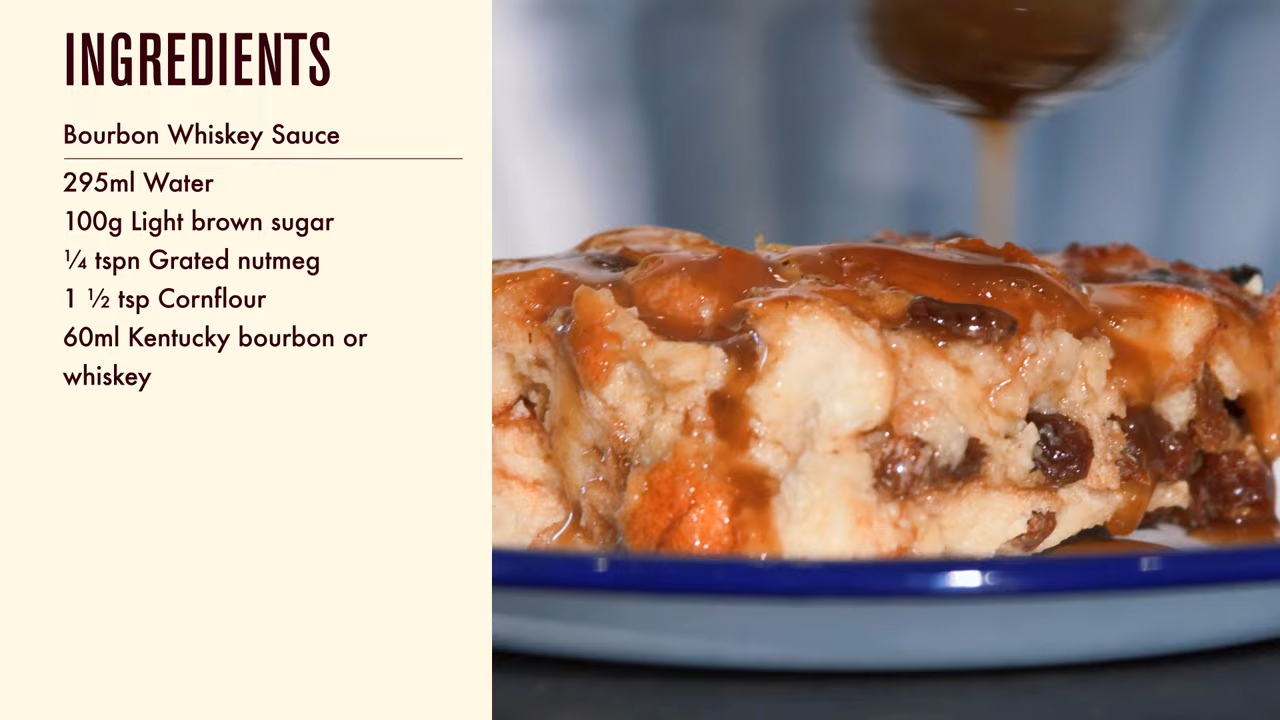 INGREDIENTS
Bourbon Whiskey Sauce
295ml Water
100g Light brown sugar
¼ tspn Grated nutmeg
1 ½ tsp Cornflour
60ml Kentucky bourbon or
whiskey